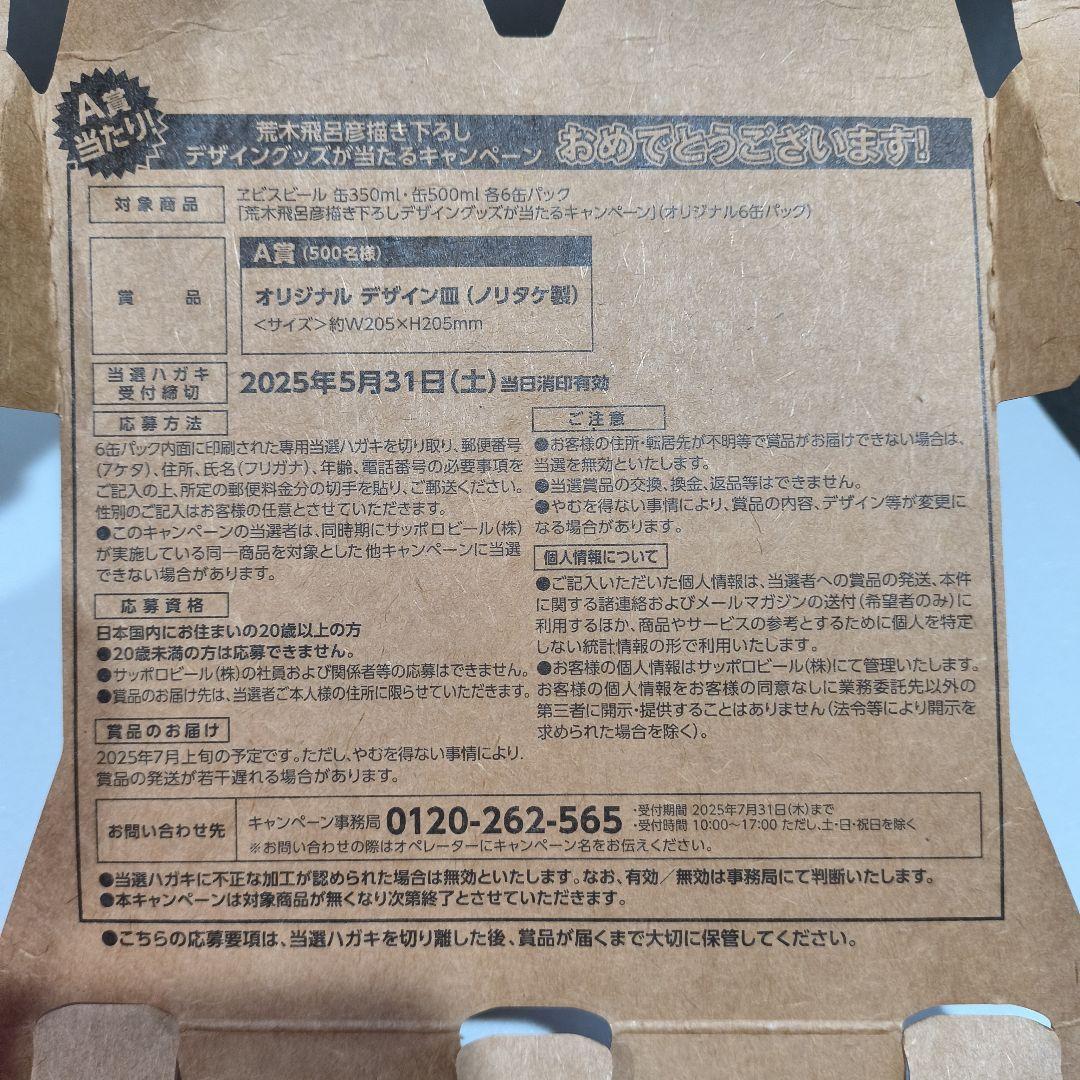 A賞
当たり!
荒木飛呂彦描き下ろし
デザイングッズが当たるキャンペーン おめでとうございます!
対象商品
ヱビスビール 缶350ml・缶500ml 各6缶パック
「荒木飛呂彦描き下ろしデザイングッズが当たるキャンペーン」(オリジナル6缶パック)
賞品
A賞 (500名様)
オリジナル デザイン皿 (ノリタケ製)
<サイズ>約W205×H205mm
当選ハガキ
受付締切
2025年5月31日(土)当日消印有効
応募方法
6缶パック内面に印刷された専用当選ハガキを切り取り、郵便番号
(7ケタ)、住所、氏名(フリガナ)、年齢、電話番号の必要事項を
ご記入の上、所定の郵便料金分の切手を貼り、ご郵送ください。
性別のご記入はお客様の任意とさせていただきます。
●このキャンペーンの当選者は、同時期にサッポロビール(株)
が実施している同一商品を対象とした他キャンペーンに当選
できない場合があります。
応募資格
日本国内にお住まいの20歳以上の方
●20歳未満の方は応募できません。
●サッポロビール(株)の社員および関係者等の応募はできません。
●賞品のお届け先は、当選者ご本人様の住所に限らせていただきます。
賞品のお届け
2025年7月上旬の予定です。ただし、やむを得ない事情により、
賞品の発送が若干遅れる場合があります。
ご注意
●お客様の住所・転居先が不明等で賞品がお届けできない場合は、
当選を無効といたします。
●当選賞品の交換、換金、返品等はできません。
●やむを得ない事情により、賞品の内容、デザイン等が変更に
なる場合があります。
個人情報について
●ご記入いただいた個人情報は、当選者への賞品の発送、本件
に関する諸連絡およびメールマガジンの送付(希望者のみ)に
利用するほか、商品やサービスの参考とするために個人を特定
しない統計情報の形で利用いたします。
●お客様の個人情報はサッポロビール(株)にて管理いたします。
お客様の個人情報をお客様の同意なしに業務委託先以外の
第三者に開示・提供することはありません(法令等により開示を
求められた場合を除く)。
お問い合わせ先
キャンペーン事務局 0120-262-565
・受付期間 2025年7月31日(木)まで
・受付時間 10:00〜17:00 ただし、土・日・祝日を除く
※お問い合わせの際はオペレーターにキャンペーン名をお伝えください。
●当選ハガキに不正な加工が認められた場合は無効といたします。なお、有効/無効は事務局にて判断いたします。
●本キャンペーンは対象商品が無くなり次第終了とさせていただきます。
●こちらの応募要項は、当選ハガキを切り離した後、賞品が届くまで大切に保管してください。